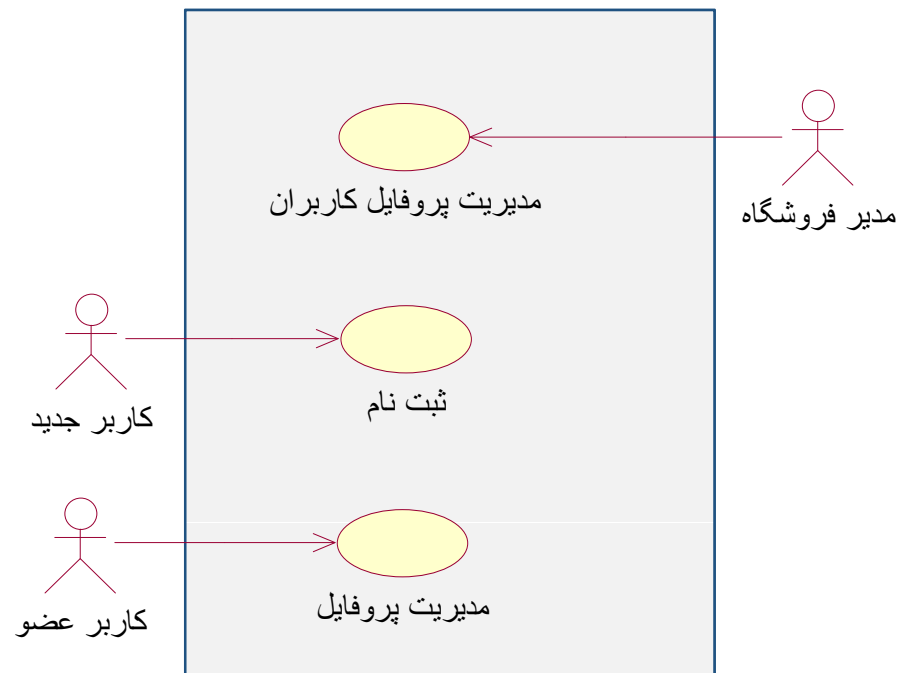 مدیریت پروفایل کاربران
مدیر فروشگاه
ثبت نام
کاربر جدید
مدیریت پروفایل
کاربر عضو